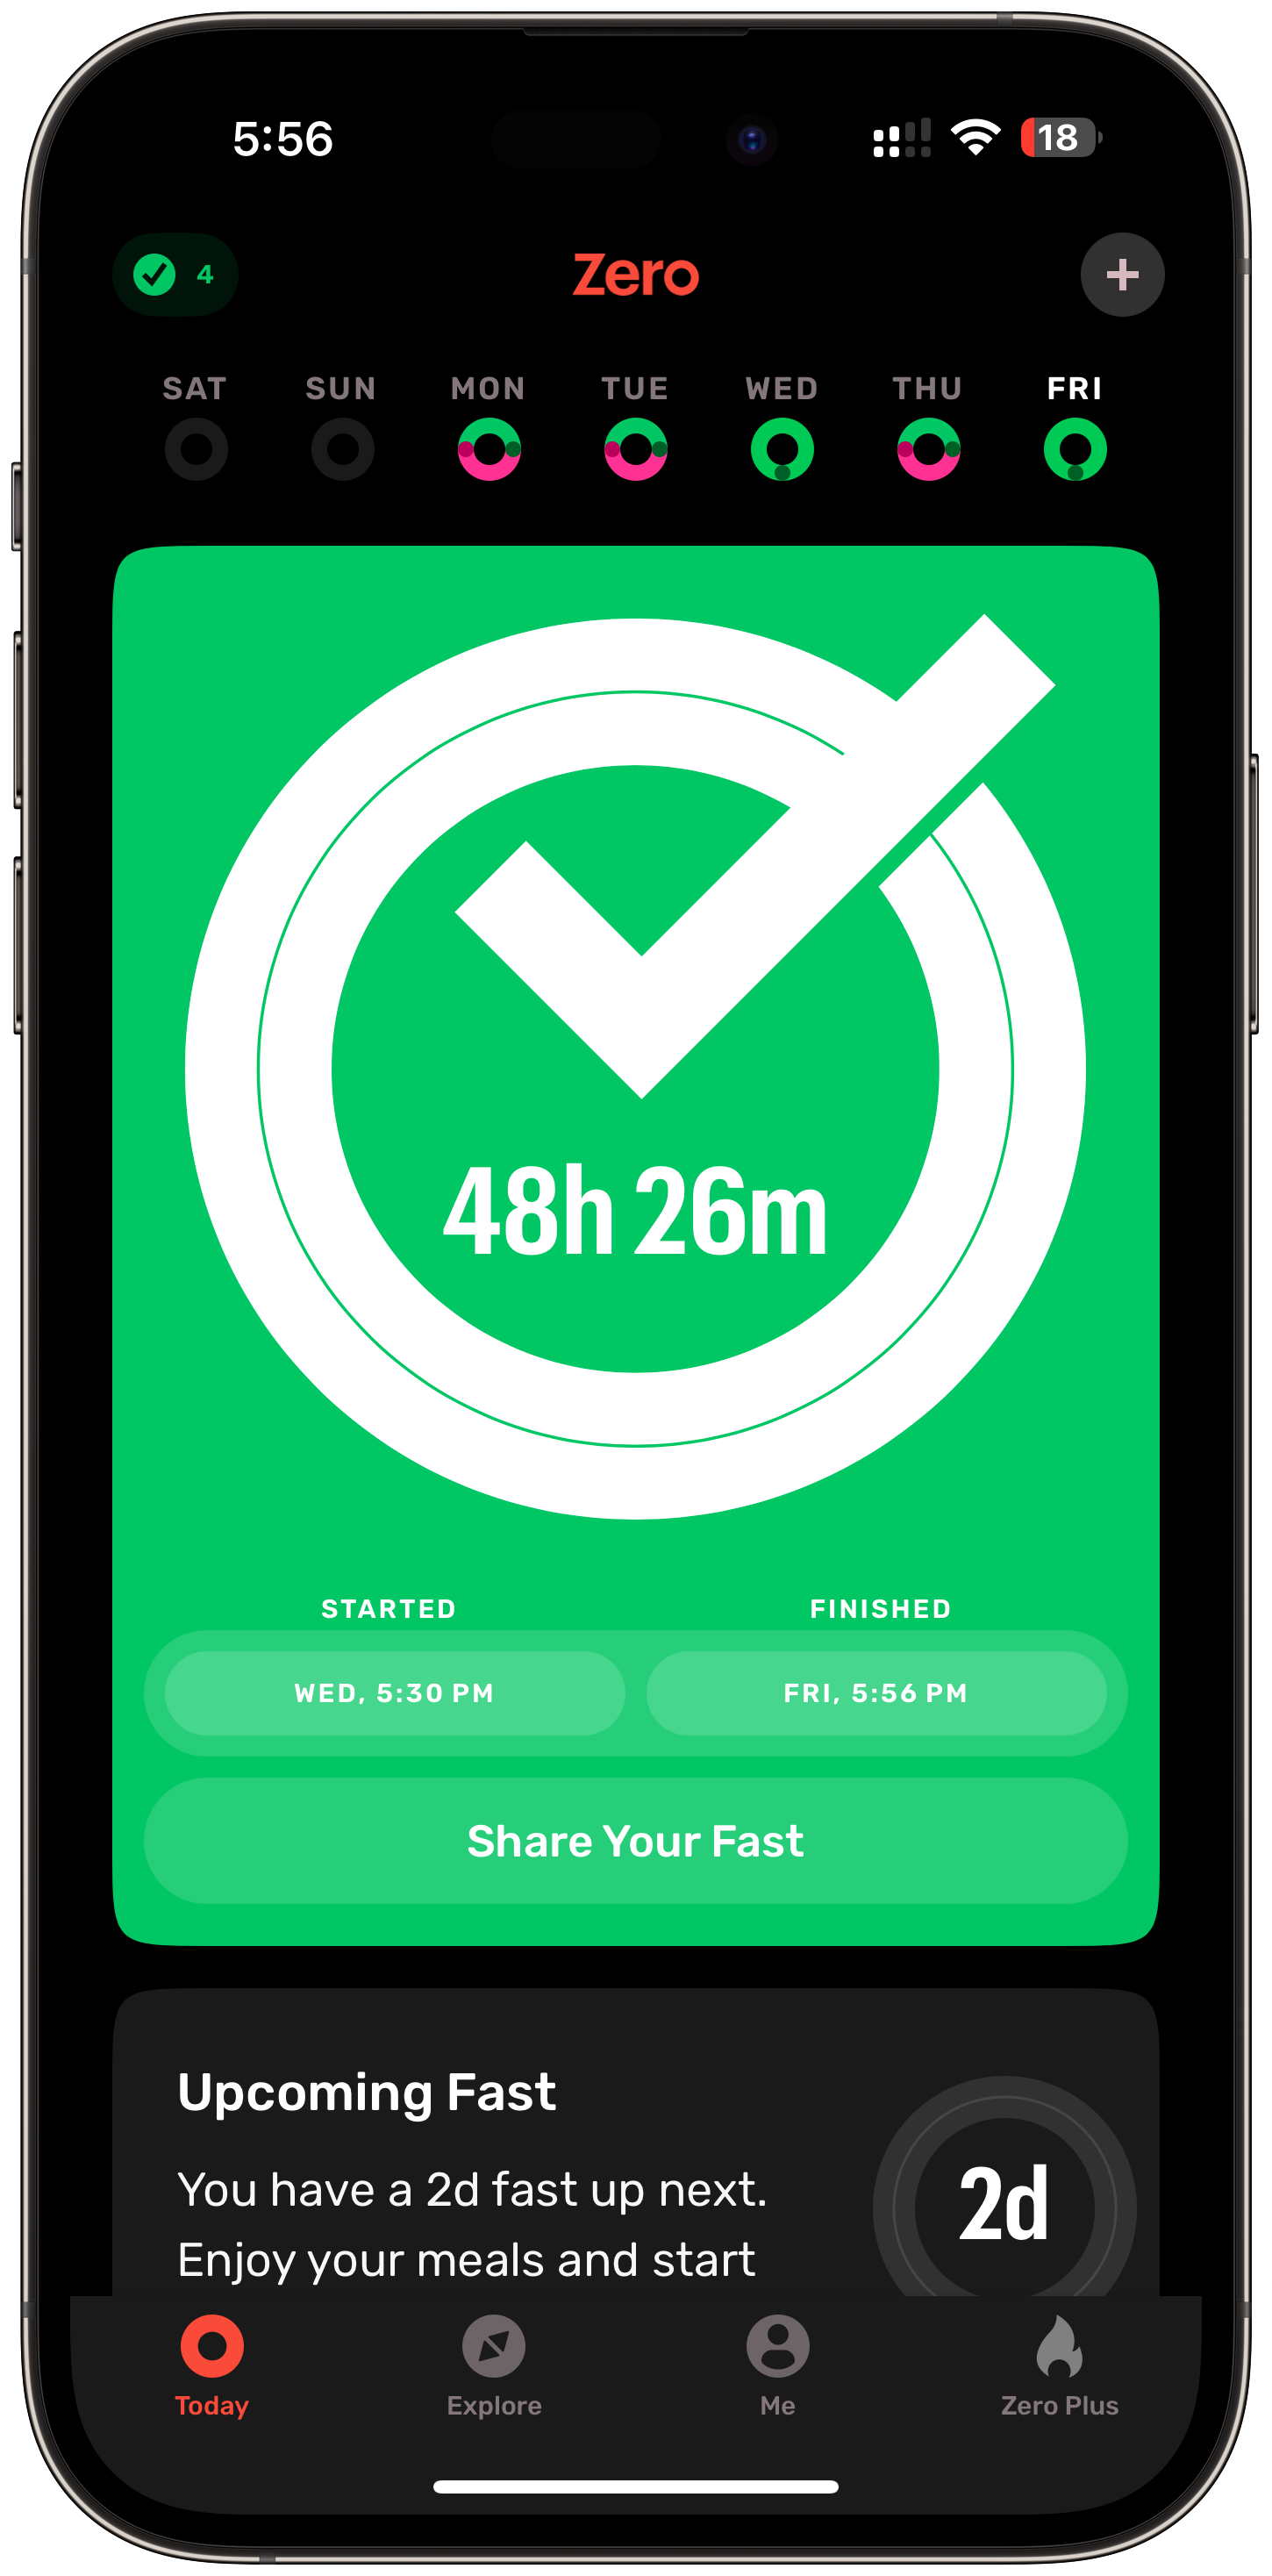 5:56
18
4
Zero
SAT SUN MON TUE WED THU FRI
48h 26m
STARTED FINISHED
WED, 5:30 PM FRI, 5:56 PM
Share Your Fast
Upcoming Fast
You have a 2d fast up next.
Enjoy your meals and start
2d
Today Explore Me Zero Plus